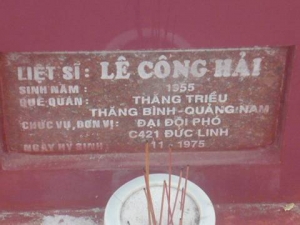 LIỆT SĨ : LÊ CÔNG HẢI
SINH NĂM : 1955
QUÊ QUÁN : THĂNG TRIỀU
THĂNG BÌNH - QUẢNG NAM
CHỨC VỤ, ĐƠN VỊ : ĐẠI ĐỘI PHÓ
C421 ĐỨC LINH
NGÀY HY SINH 11 - 1975